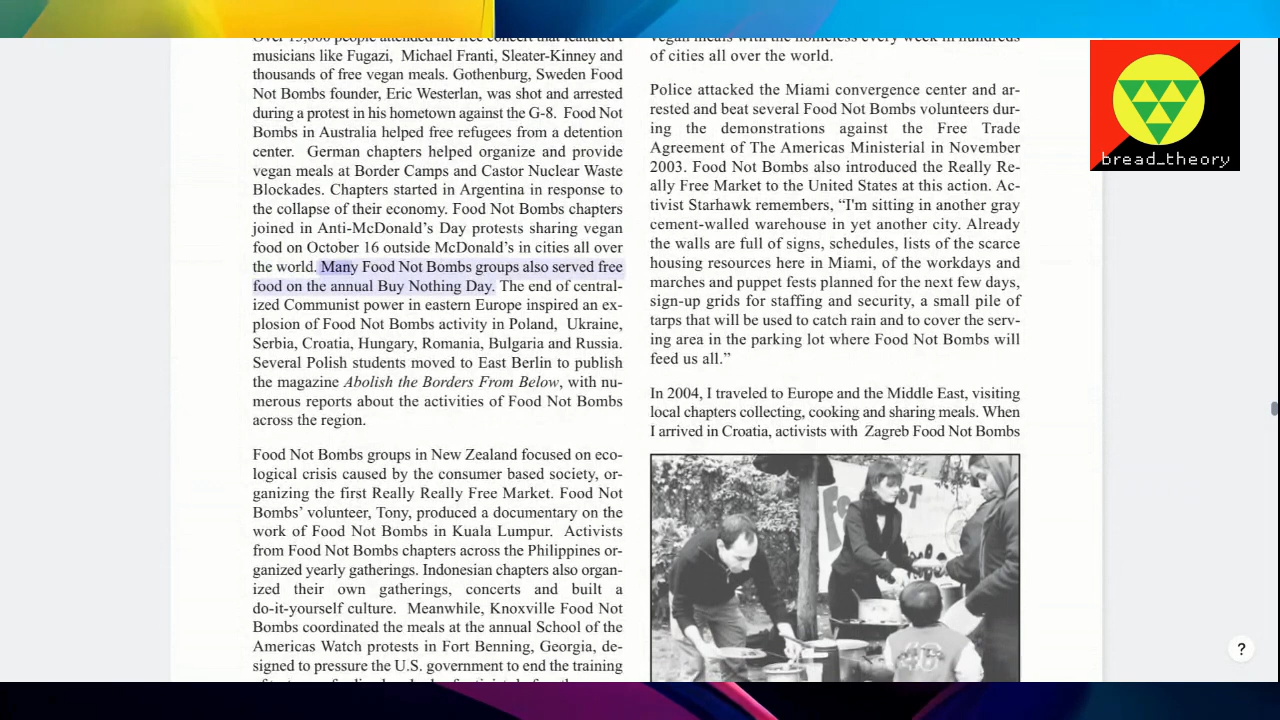 Over 15,000 people attended the free concert that featured t
musicians like Fugazi, Michael Franti, Sleater-Kinney and
thousands of free vegan meals. Gothenburg, Sweden Food
Not Bombs founder, Eric Westerlan, was shot and arrested
during a protest in his hometown against the G-8. Food Not
Bombs in Australia helped free refugees from a detention
center. German chapters helped organize and provide
vegan meals at Border Camps and Castor Nuclear Waste
Blockades. Chapters started in Argentina in response to
the collapse of their economy. Food Not Bombs chapters
joined in Anti-McDonald’s Day protests sharing vegan
food on October 16 outside McDonald’s in cities all over
the world. Many Food Not Bombs groups also served free
food on the annual Buy Nothing Day. The end of central-
ized Communist power in eastern Europe inspired an ex-
plosion of Food Not Bombs activity in Poland, Ukraine,
Serbia, Croatia, Hungary, Romania, Bulgaria and Russia.
Several Polish students moved to East Berlin to publish
the magazine Abolish the Borders From Below, with nu-
merous reports about the activities of Food Not Bombs
across the region.
Food Not Bombs groups in New Zealand focused on eco-
logical crisis caused by the consumer based society, or-
ganizing the first Really Really Free Market. Food Not
Bombs’ volunteer, Tony, produced a documentary on the
work of Food Not Bombs in Kuala Lumpur. Activists
from Food Not Bombs chapters across the Philippines or-
ganized yearly gatherings. Indonesian chapters also organ-
ized their own gatherings, concerts and built a
do-it-yourself culture. Meanwhile, Knoxville Food Not
Bombs coordinated the meals at the annual School of the
Americas Watch protests in Fort Benning, Georgia, de-
signed to pressure the U.S. government to end the training
vegan meals with the homeless every week in hundreds
of cities all over the world.
Police attacked the Miami convergence center and ar-
rested and beat several Food Not Bombs volunteers dur-
ing the demonstrations against the Free Trade
Agreement of The Americas Ministerial in November
2003. Food Not Bombs also introduced the Really Re-
ally Free Market to the United States at this action. Ac-
tivist Starhawk remembers, “I'm sitting in another gray
cement-walled warehouse in yet another city. Already
the walls are full of signs, schedules, lists of the scarce
housing resources here in Miami, of the workdays and
marches and puppet fests planned for the next few days,
sign-up grids for staffing and security, a small pile of
tarps that will be used to catch rain and to cover the serv-
ing area in the parking lot where Food Not Bombs will
feed us all.”
In 2004, I traveled to Europe and the Middle East, visiting
local chapters collecting, cooking and sharing meals. When
I arrived in Croatia, activists with Zagreb Food Not Bombs
bread_theory
?